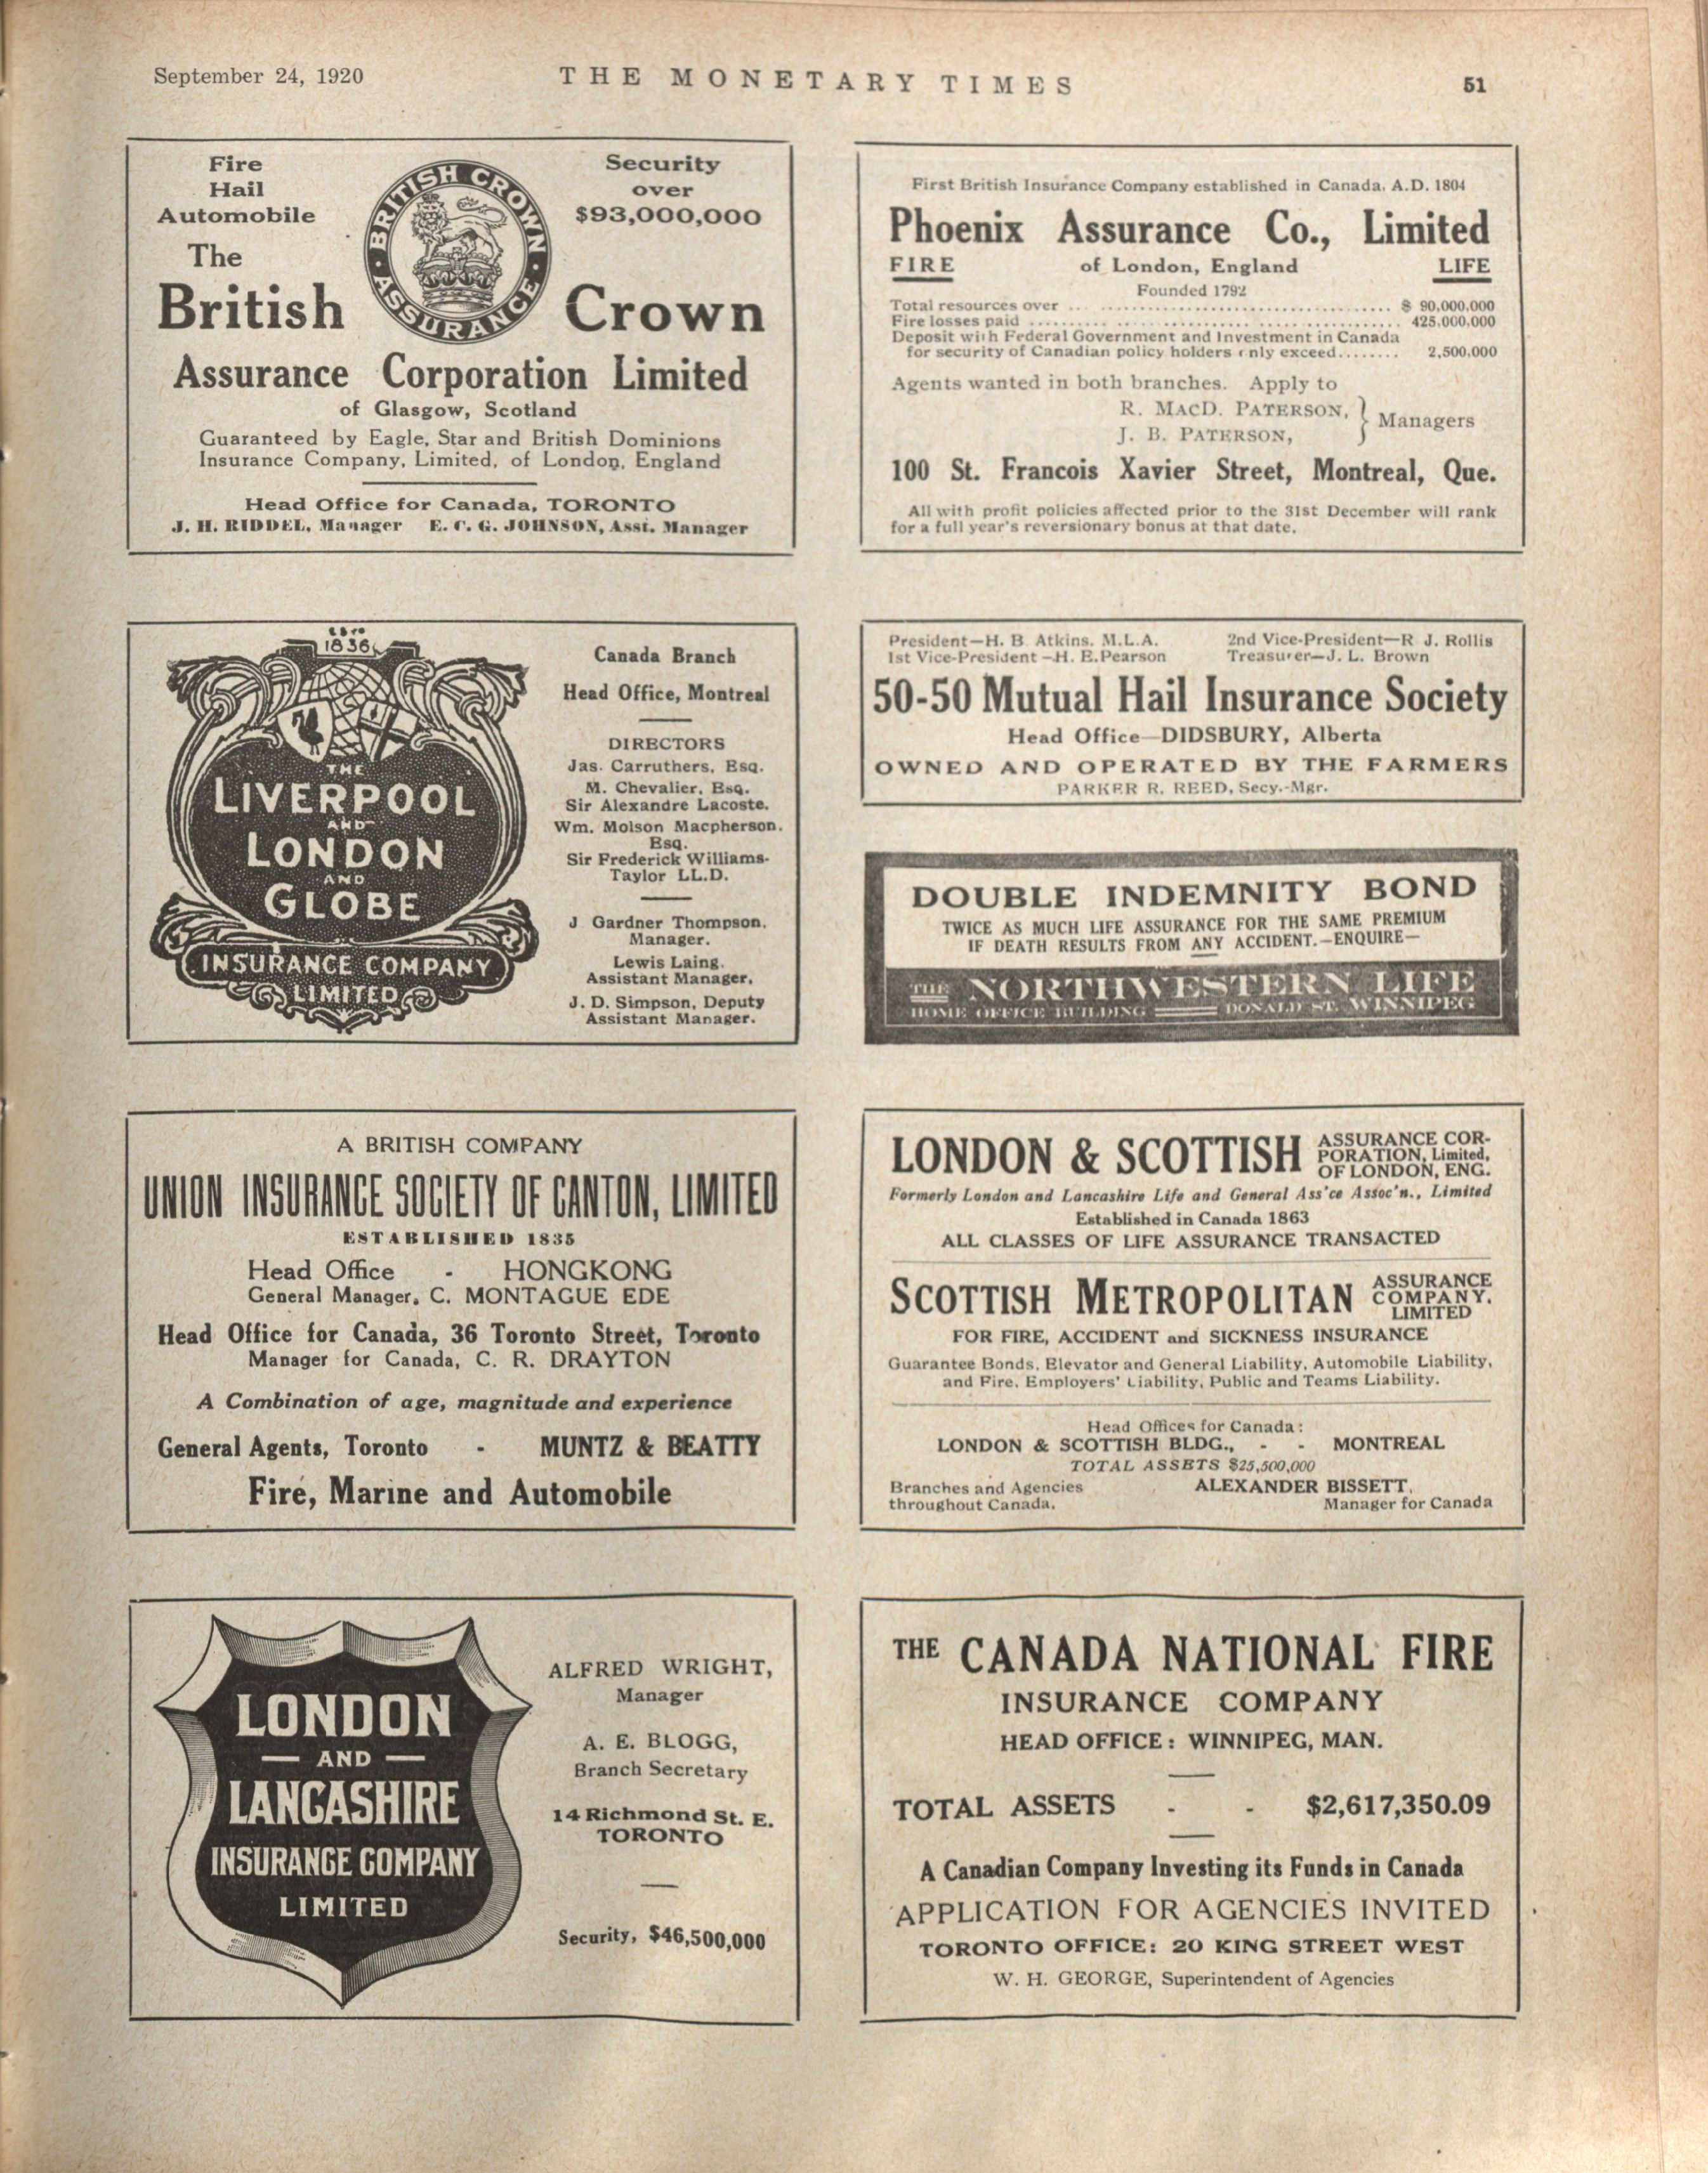 September 24, 1920
THE MONETARY TIMES
51
Fire
Hail
Automobile
BRITISH CROWN
ASSURANCE
Security
over
$93,000,000
The
British Crown
Assurance Corporation Limited
of Glasgow, Scotland
Guaranteed by Eagle, Star and British Dominions
Insurance Company, Limited, of London, England
Head Office for Canada, TORONTO
J. H. RIDDEL, Manager E. C. G. JOHNSON, Asst. Manager
First British Insurance Company established in Canada, A.D. 1804
Phoenix Assurance Co., Limited
FIRE of London, England LIFE
Founded 1792
Total resources over .......... $ 90,000,000
Fire losses paid .......... 425,000,000
Deposit with Federal Government and Investment in Canada
for security of Canadian policy holders only exceed........ 2,500,000
Agents wanted in both branches. Apply to
R. MACD. PATERSON,
J. B. PATERSON,
} Managers
100 St. Francois Xavier Street, Montreal, Que.
All with profit policies affected prior to the 31st December will rank
for a full year's reversionary bonus at that date.
ESTD
1836
THE
LIVERPOOL
AND
LONDON
AND
GLOBE
INSURANCE COMPANY
LIMITED
Canada Branch
Head Office, Montreal
DIRECTORS
Jas. Carruthers, Esq.
M. Chevalier, Esq.
Sir Alexandre Lacoste.
Wm. Molson Macpherson,
Esq.
Sir Frederick Williams-
Taylor LL.D.
J Gardner Thompson,
Manager.
Lewis Laing,
Assistant Manager,
J. D. Simpson, Deputy
Assistant Manager.
President—H. B. Atkins, M.L.A. 2nd Vice-President—R J. Rollis
1st Vice-President—H. E. Pearson Treasurer—J. L. Brown
50-50 Mutual Hail Insurance Society
Head Office—DIDSBURY, Alberta
OWNED AND OPERATED BY THE FARMERS
PARKER R. REED, Secy.-Mgr.
DOUBLE INDEMNITY BOND
TWICE AS MUCH LIFE ASSURANCE FOR THE SAME PREMIUM
IF DEATH RESULTS FROM ANY ACCIDENT.—ENQUIRE—
THE NORTHWESTERN LIFE
HOME OFFICE BUILDING DONALD ST. WINNIPEG
A BRITISH COMPANY
UNION INSURANCE SOCIETY OF CANTON, LIMITED
ESTABLISHED 1835
Head Office - HONGKONG
General Manager, C. MONTAGUE EDE
Head Office for Canada, 36 Toronto Street, Toronto
Manager for Canada, C. R. DRAYTON
A Combination of age, magnitude and experience
General Agents, Toronto - MUNTZ & BEATTY
Fire, Marine and Automobile
LONDON & SCOTTISH ASSURANCE COR-
PORATION, Limited,
OF LONDON, ENG.
Formerly London and Lancashire Life and General Ass'ce Assoc'n., Limited
Established in Canada 1863
ALL CLASSES OF LIFE ASSURANCE TRANSACTED
SCOTTISH METROPOLITAN ASSURANCE
COMPANY,
LIMITED
FOR FIRE, ACCIDENT and SICKNESS INSURANCE
Guarantee Bonds, Elevator and General Liability, Automobile Liability,
and Fire, Employers' Liability, Public and Teams Liability.
Head Offices for Canada:
LONDON & SCOTTISH BLDG., - - MONTREAL
TOTAL ASSETS $25,500,000
Branches and Agencies
throughout Canada.
ALEXANDER BISSETT,
Manager for Canada
LONDON
AND
LANCASHIRE
INSURANCE COMPANY
LIMITED
ALFRED WRIGHT,
Manager
A. E. BLOGG,
Branch Secretary
14 Richmond St. E.
TORONTO
Security, $46,500,000
THE CANADA NATIONAL FIRE
INSURANCE COMPANY
HEAD OFFICE: WINNIPEG, MAN.
TOTAL ASSETS - - $2,617,350.09
A Canadian Company Investing its Funds in Canada
APPLICATION FOR AGENCIES INVITED
TORONTO OFFICE: 20 KING STREET WEST
W. H. GEORGE, Superintendent of Agencies